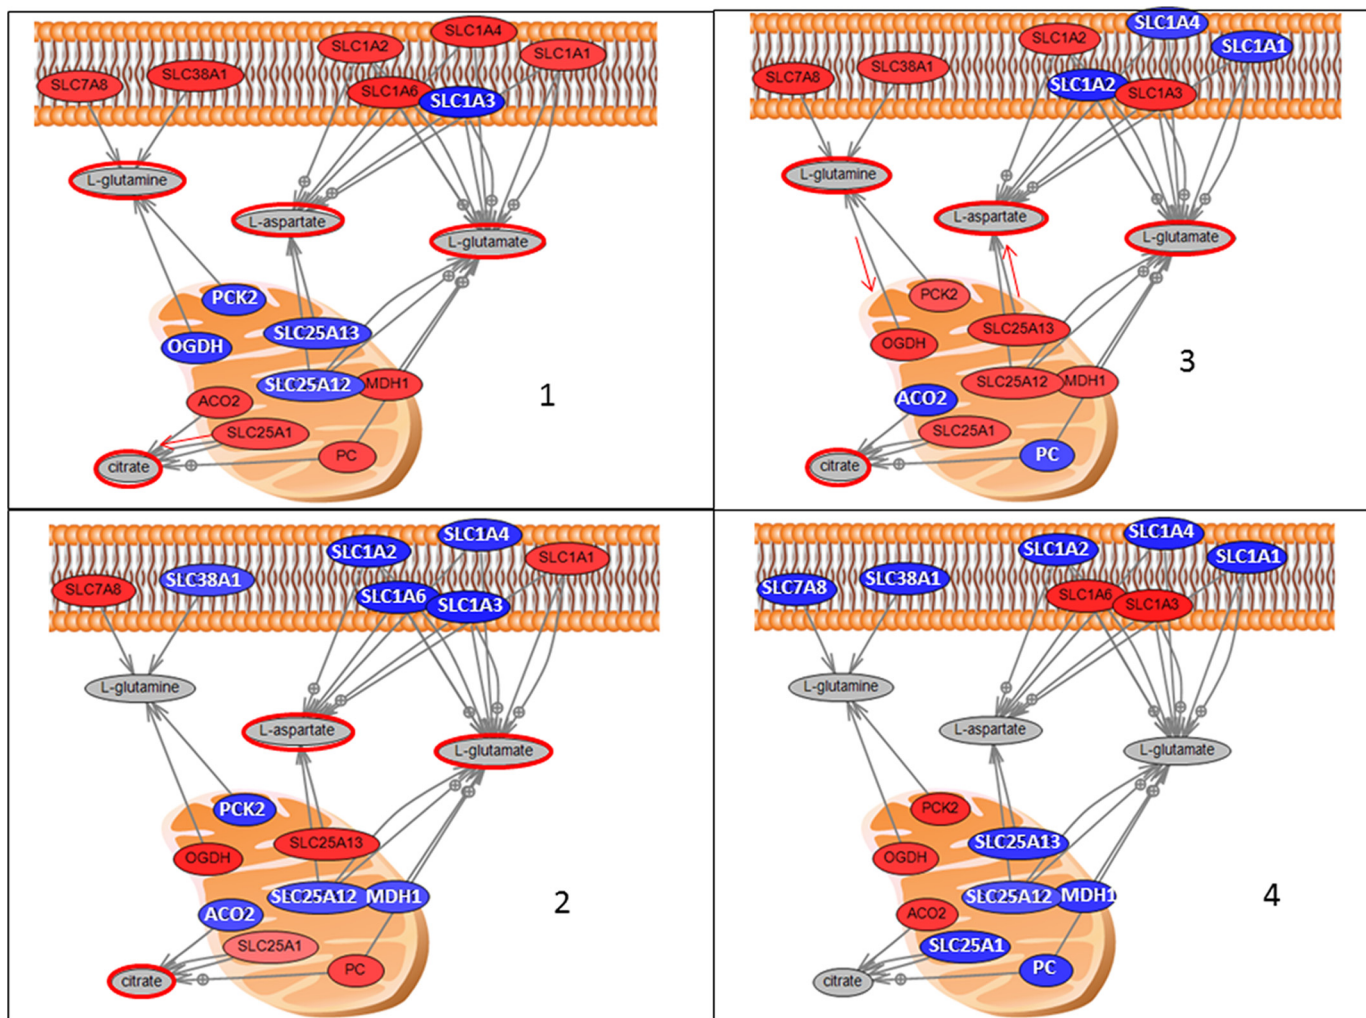 SLC1A4
SLC1A2
SLC1A1
SLC38A1
SLC7A8
SLC1A6
SLC1A3
L-glutamine
L-aspartate
L-glutamate
PCK2
SLC25A13
OGDH
SLC25A12
MDH1
ACO2
SLC25A1
PC
citrate
1
SLC1A4
SLC1A2
SLC1A1
SLC38A1
SLC7A8
SLC1A2
SLC1A3
L-glutamine
L-aspartate
L-glutamate
PCK2
SLC25A13
OGDH
SLC25A12
MDH1
ACO2
SLC25A1
PC
citrate
3
SLC1A4
SLC1A2
SLC1A1
SLC38A1
SLC7A8
SLC1A6
SLC1A3
L-glutamine
L-aspartate
L-glutamate
PCK2
SLC25A13
OGDH
SLC25A12
MDH1
ACO2
SLC25A1
PC
citrate
2
SLC1A4
SLC1A2
SLC1A1
SLC38A1
SLC7A8
SLC1A6
SLC1A3
L-glutamine
L-aspartate
L-glutamate
PCK2
SLC25A13
OGDH
SLC25A12
MDH1
ACO2
SLC25A1
PC
citrate
4